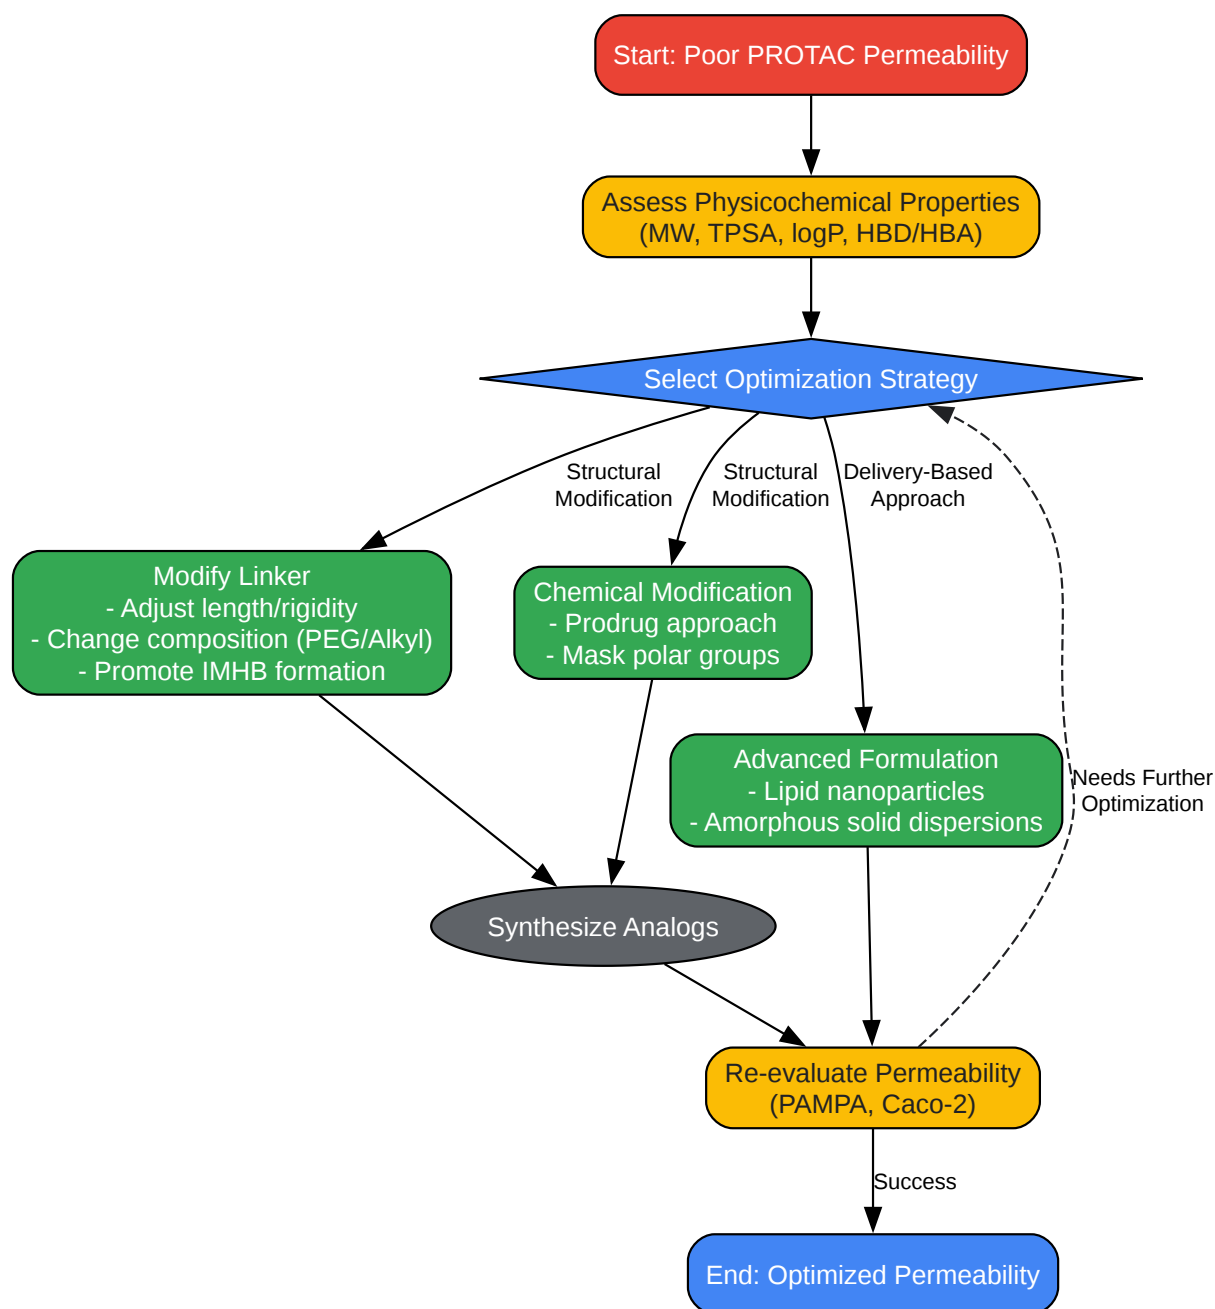 Start: Poor PROTAC Permeability
Assess Physicochemical Properties
(MW, TPSA, logP, HBD/HBA)
Select Optimization Strategy
Structural
Modification
Structural
Modification
Delivery-Based
Approach
Modify Linker
- Adjust length/rigidity
- Change composition (PEG/Alkyl)
- Promote IMHB formation
Chemical Modification
- Prodrug approach
- Mask polar groups
Advanced Formulation
- Lipid nanoparticles
- Amorphous solid dispersions
Needs Further
Optimization
Synthesize Analogs
Re-evaluate Permeability
(PAMPA, Caco-2)
Success
End: Optimized Permeability